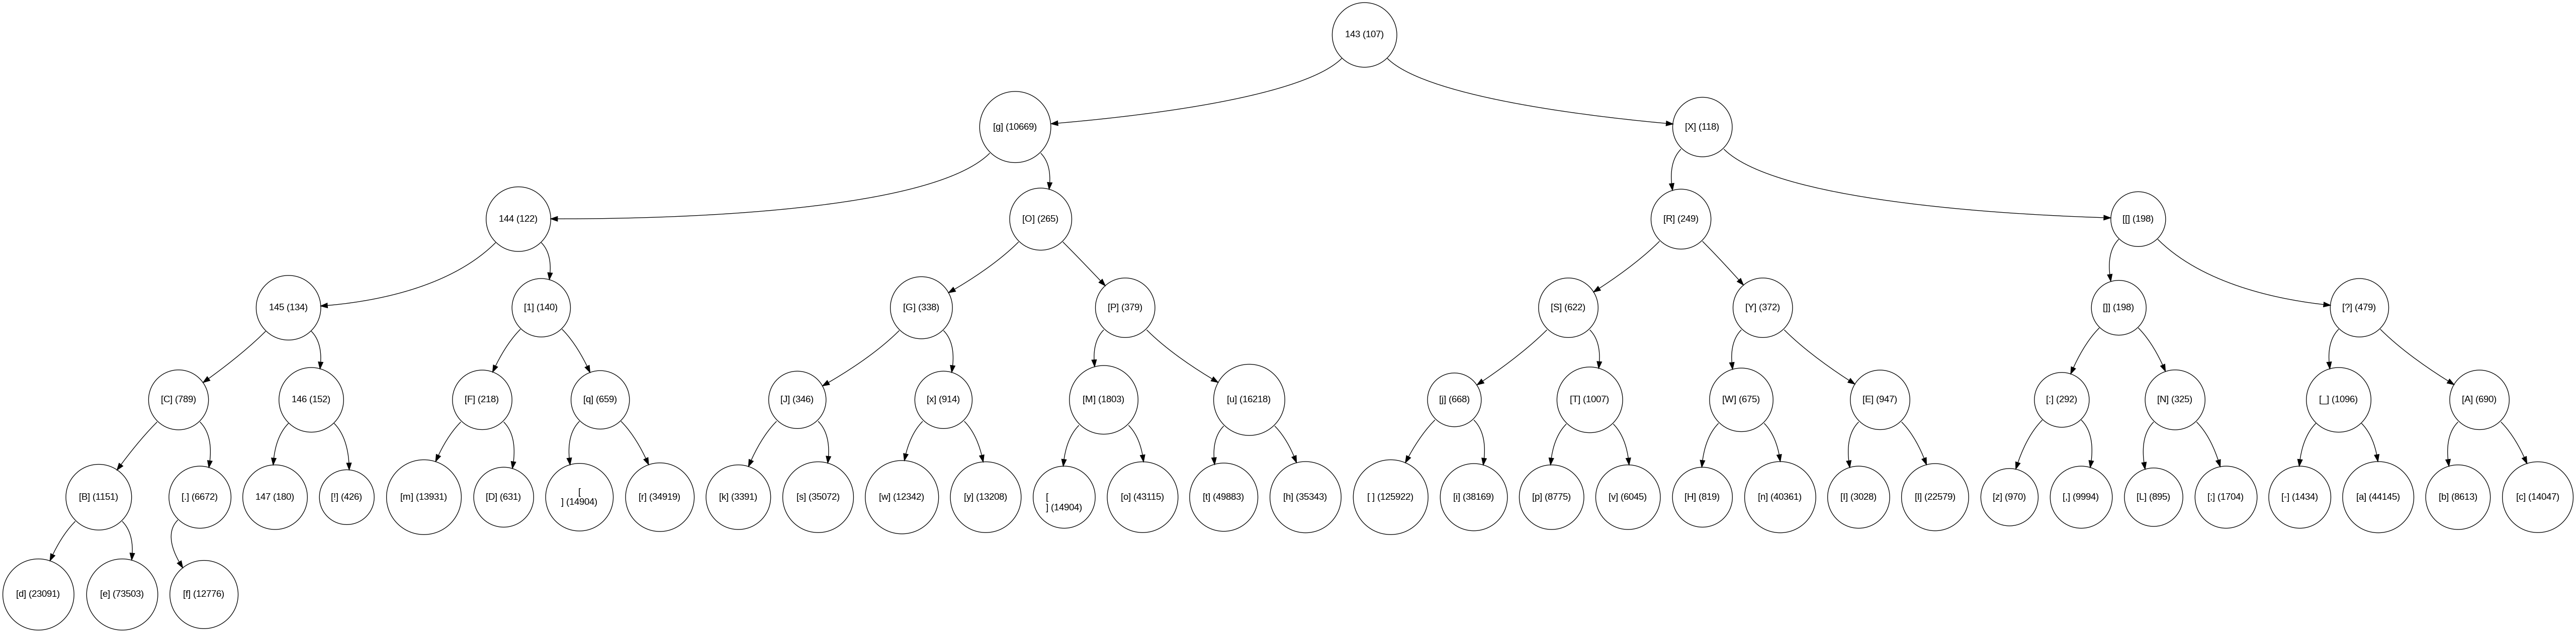 143 (107)
[g] (10669)
[X] (118)
144 (122)
[O] (265)
[R] (249)
[[] (198)
145 (134)
[1] (140)
[G] (338)
[P] (379)
[S] (622)
[Y] (372)
[]] (198)
[?] (479)
[C] (789)
146 (152)
[F] (218)
[q] (659)
[J] (346)
[x] (914)
[M] (1803)
[u] (16218)
[j] (668)
[T] (1007)
[W] (675)
[E] (947)
[:] (292)
[N] (325)
[_] (1096)
[A] (690)
[B] (1151)
[.] (6672)
147 (180)
[!] (426)
[m] (13931)
[D] (631)
[
] (14904)
[r] (34919)
[k] (3391)
[s] (35072)
[w] (12342)
[y] (13208)
[
] (14904)
[o] (43115)
[t] (49883)
[h] (35343)
[ ] (125922)
[i] (38169)
[p] (8775)
[v] (6045)
[H] (819)
[n] (40361)
[I] (3028)
[l] (22579)
[z] (970)
[,] (9994)
[L] (895)
[;] (1704)
[-] (1434)
[a] (44145)
[b] (8613)
[c] (14047)
[d] (23091)
[e] (73503)
[f] (12776)